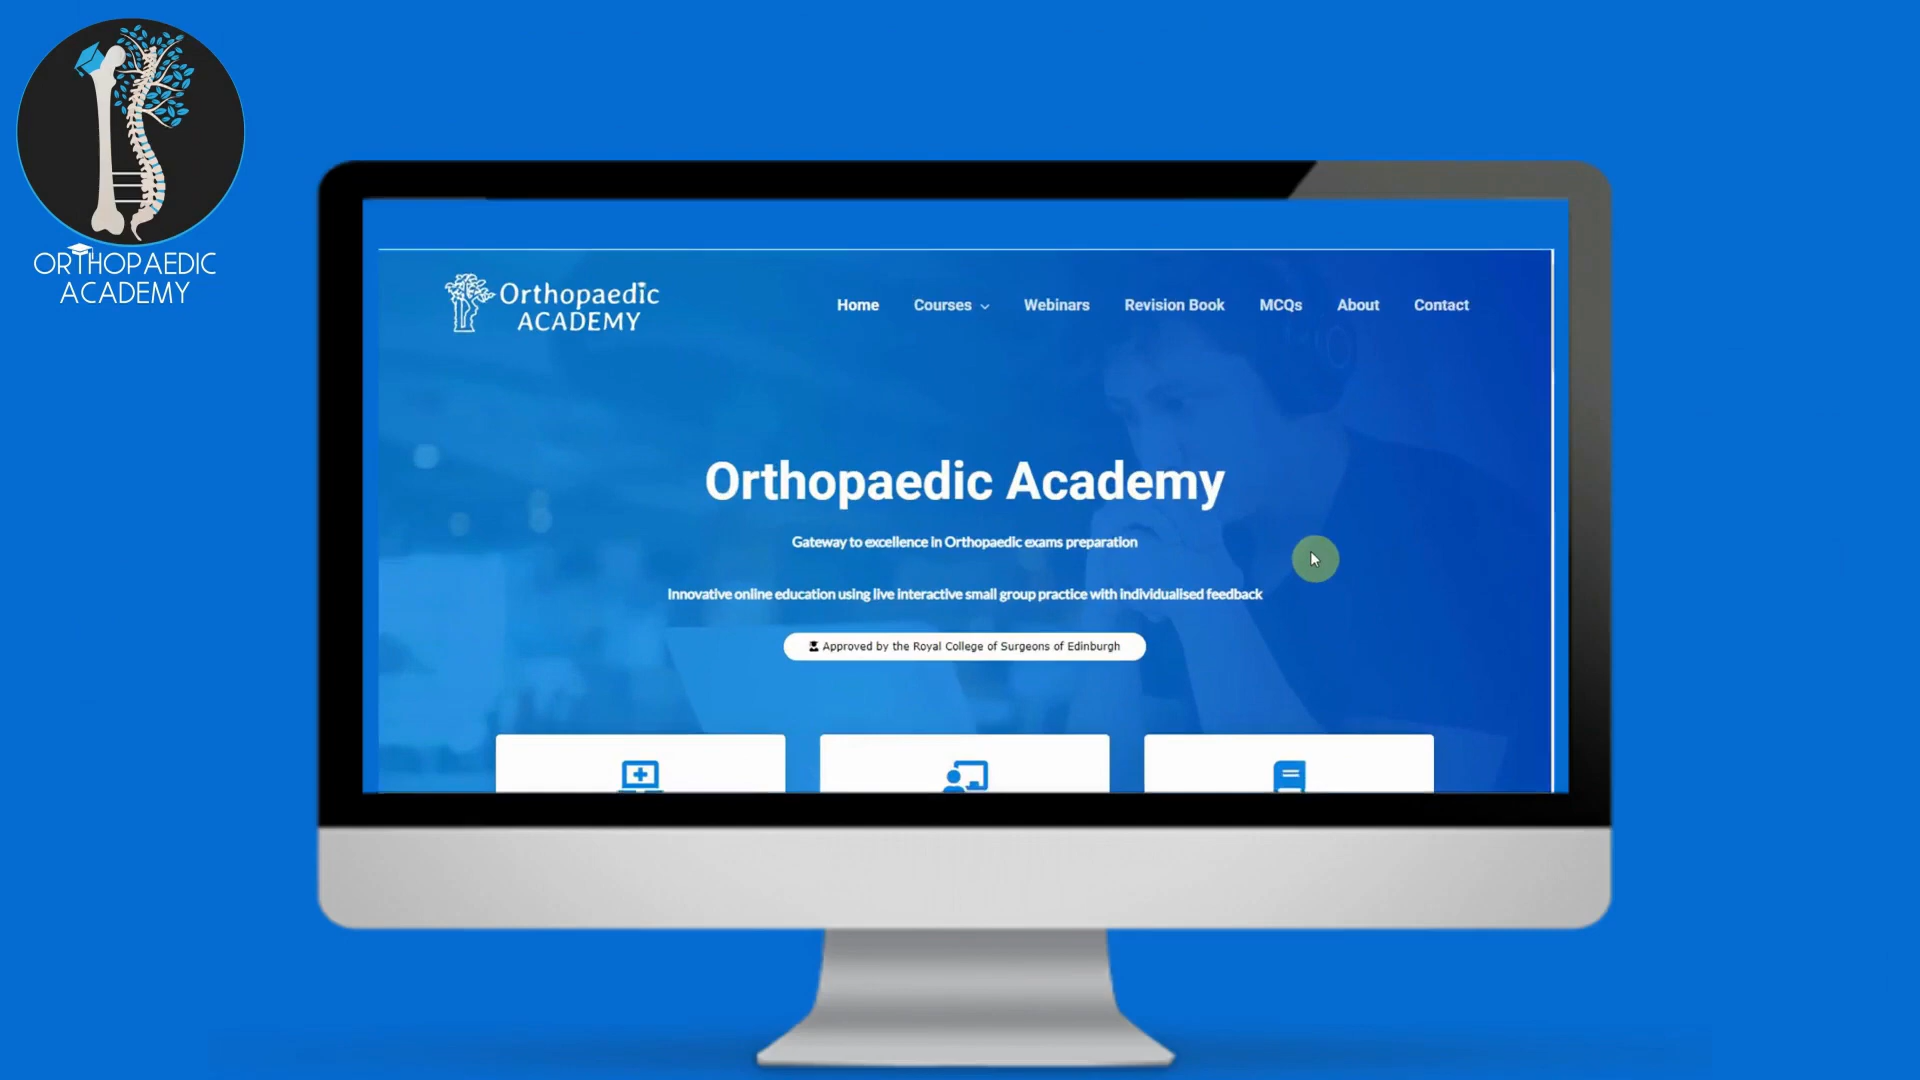 ORTHOPAEDIC
ACADEMY
Orthopaedic
ACADEMY
Home Courses Webinars Revision Book MCQs About Contact
Orthopaedic Academy
Gateway to excellence in Orthopaedic exams preparation
Innovative online education using live interactive small group practice with individualised feedback
Approved by the Royal College of Surgeons of Edinburgh